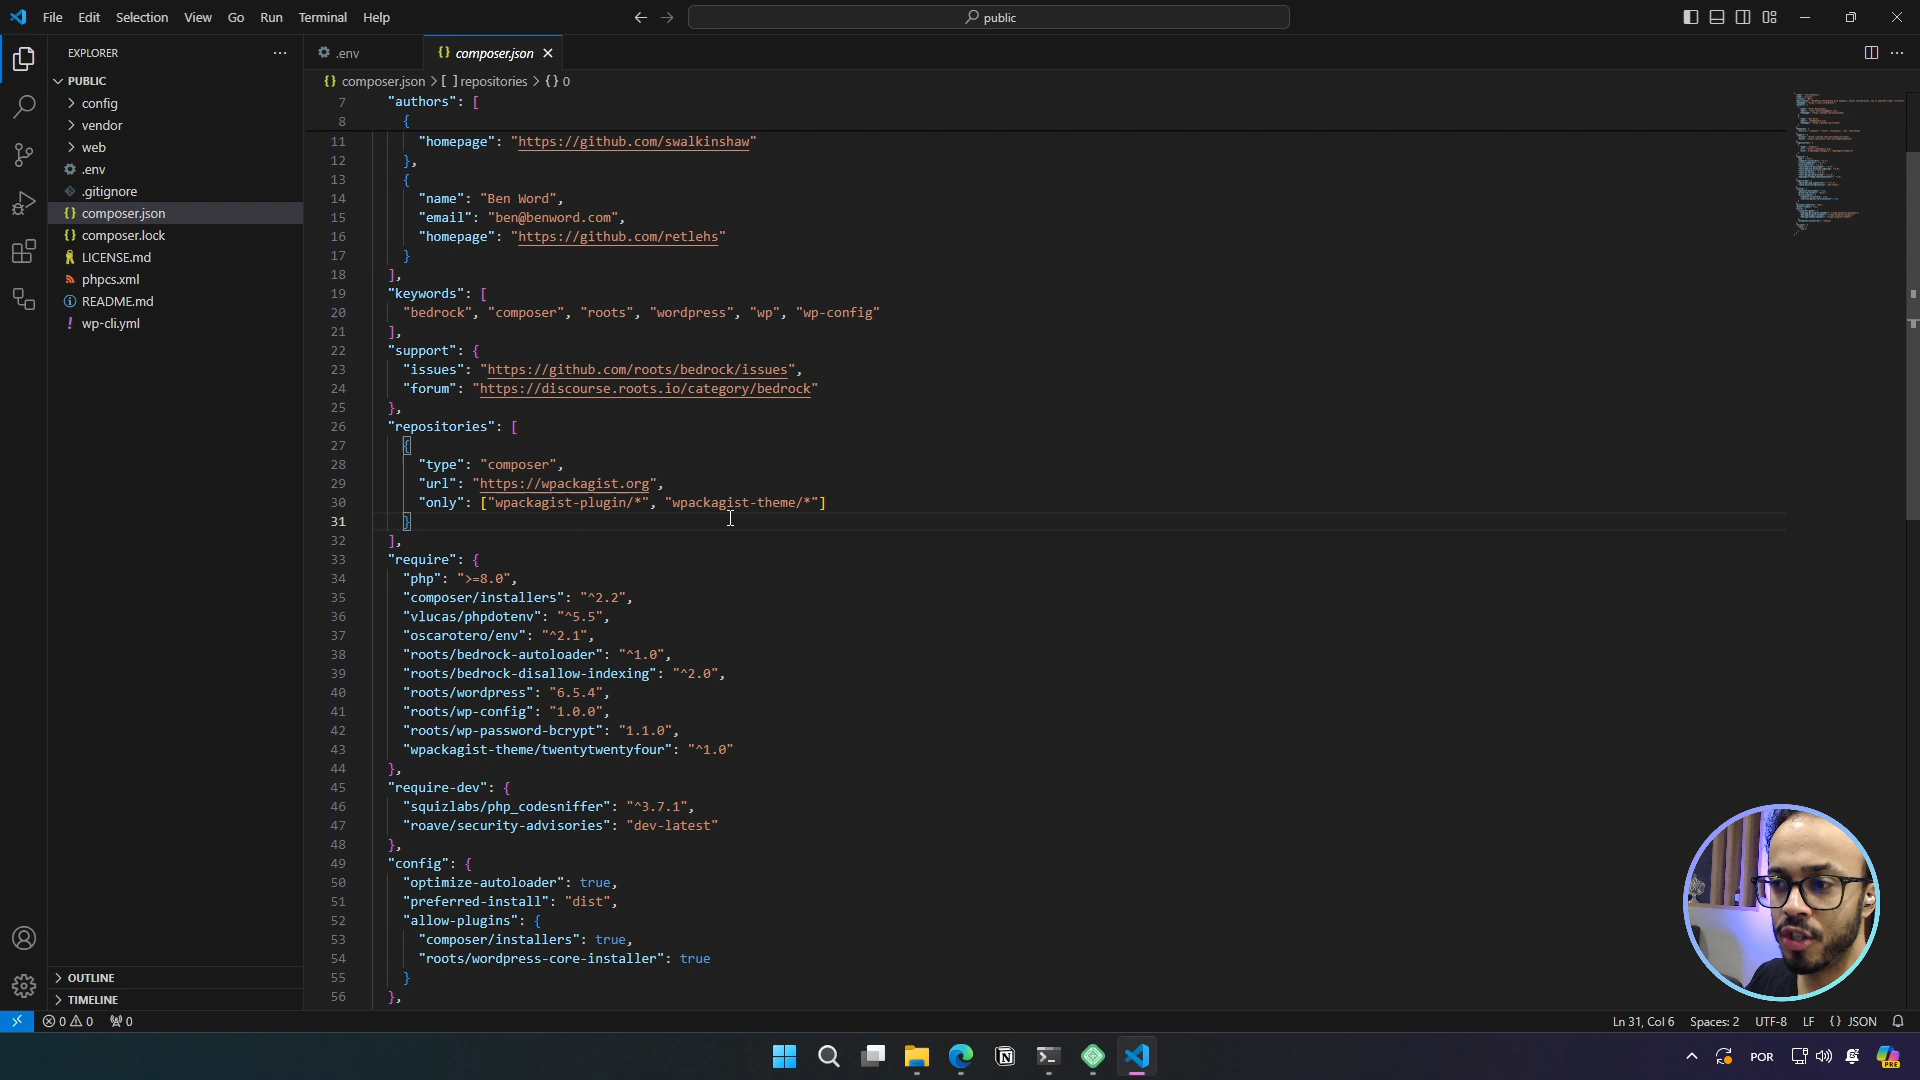 File Edit Selection View Go Run Terminal Help
public
EXPLORER
PUBLIC
config
vendor
web
.env
.gitignore
composer.json
composer.lock
LICENSE.md
phpcs.xml
README.md
wp-cli.yml
OUTLINE
TIMELINE
.env
composer.json
composer.json > [ ] repositories > {} 0
7 "authors": [
8 {
11 "homepage": "https://github.com/swalkinshaw"
12 },
13 {
14 "name": "Ben Word",
15 "email": "ben@benword.com",
16 "homepage": "https://github.com/retlehs"
17 }
18 ],
19 "keywords": [
20 "bedrock", "composer", "roots", "wordpress", "wp", "wp-config"
21 ],
22 "support": {
23 "issues": "https://github.com/roots/bedrock/issues",
24 "forum": "https://discourse.roots.io/category/bedrock"
25 },
26 "repositories": [
27 {
28 "type": "composer",
29 "url": "https://wpackagist.org",
30 "only": ["wpackagist-plugin/*", "wpackagist-theme/*"]
31 }
32 ],
33 "require": {
34 "php": ">=8.0",
35 "composer/installers": "^2.2",
36 "vlucas/phpdotenv": "^5.5",
37 "oscarotero/env": "^2.1",
38 "roots/bedrock-autoloader": "^1.0",
39 "roots/bedrock-disallow-indexing": "^2.0",
40 "roots/wordpress": "6.5.4",
41 "roots/wp-config": "1.0.0",
42 "roots/wp-password-bcrypt": "1.1.0",
43 "wpackagist-theme/twentytwentyfour": "^1.0"
44 },
45 "require-dev": {
46 "squizlabs/php_codesniffer": "^3.7.1",
47 "roave/security-advisories": "dev-latest"
48 },
49 "config": {
50 "optimize-autoloader": true,
51 "preferred-install": "dist",
52 "allow-plugins": {
53 "composer/installers": true,
54 "roots/wordpress-core-installer": true
55 }
56 },
0 0 0
Ln 31, Col 6 Spaces: 2 UTF-8 LF {} JSON
POR
PRE